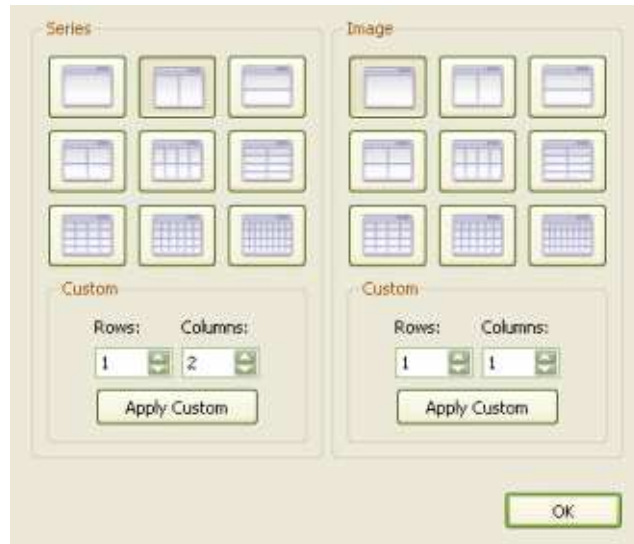 Series
Image
Custom
Custom
Rows: Columns:
Rows: Columns:
1 2
1 1
Apply Custom
Apply Custom
OK